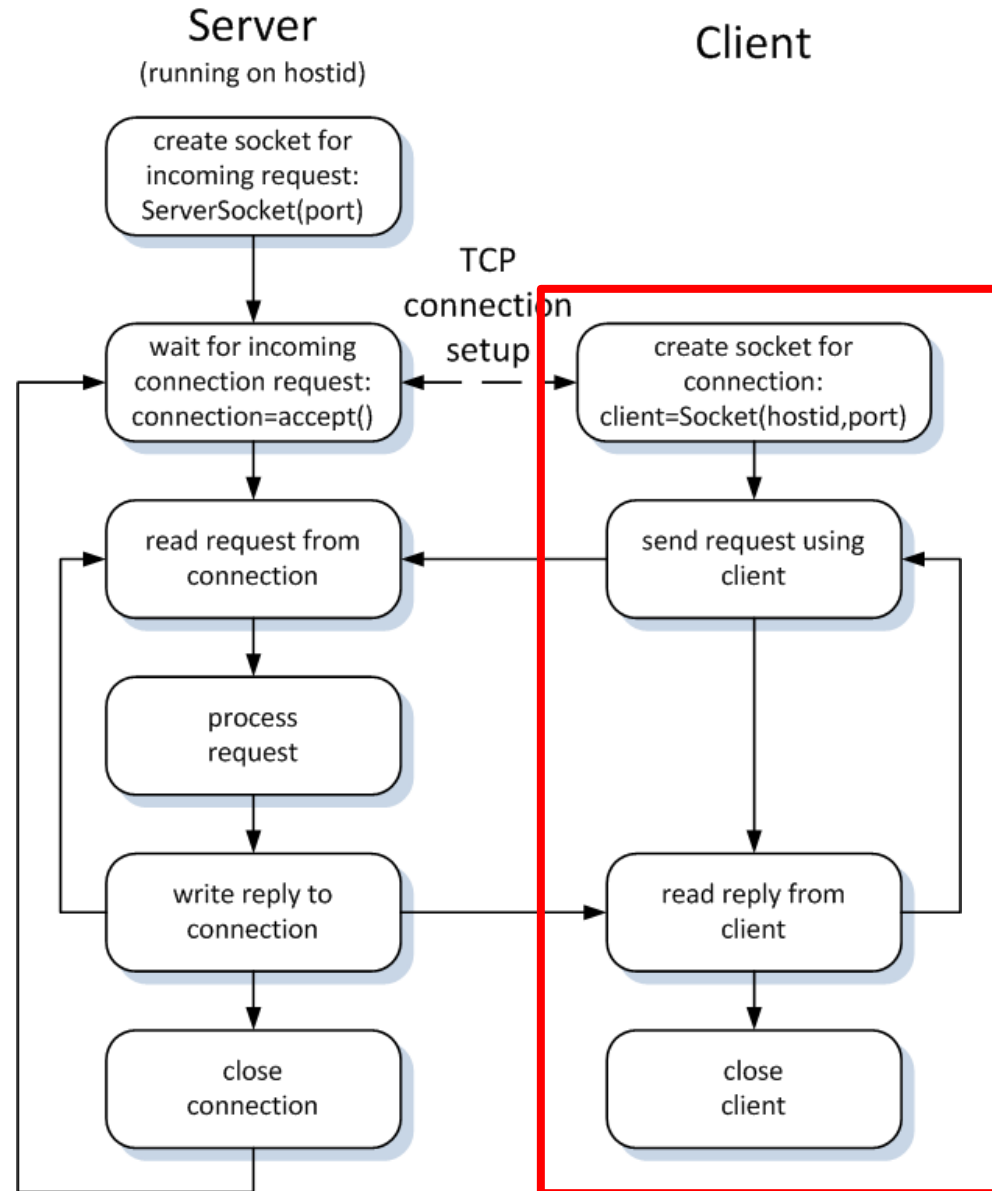 Server
(running on hostid)
Client
create socket for
incoming request:
ServerSocket(port)
TCP
connection
setup
wait for incoming
connection request:
connection=accept()
create socket for
connection:
client=Socket(hostid,port)
read request from
connection
send request using
client
process
request
write reply to
connection
read reply from
client
close
connection
close
client